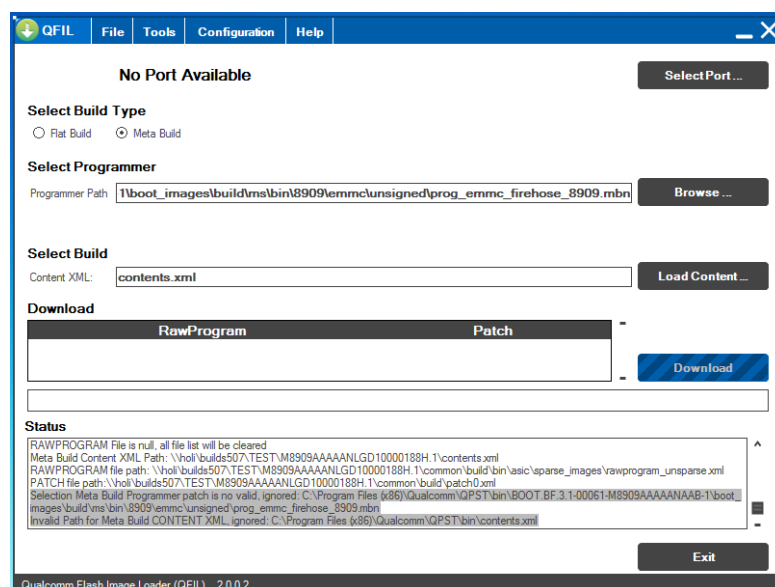 QFIL File Tools Configuration Help
No Port Available
Select Port ...
Select Build Type
Flat Build Meta Build
Select Programmer
Programmer Path 1\boot_images\build\ms\bin\8909\emmc\unsigned\prog_emmc_firehose_8909.mbn Browse ...
Select Build
Content XML: contents.xml Load Content ...
Download
RawProgram Patch
Download
Status
RAWPROGRAM File is null, all file list will be cleared
Meta Build Content XML Path: \\holi\builds507\TEST\M8909AAAAANLGD10000188H.1\contents.xml
RAWPROGRAM file path: \\holi\builds507\TEST\M8909AAAAANLGD10000188H.1\common\build\bin\asic\sparse_images\rawprogram_unsparse.xml
PATCH file path:\\holi\builds507\TEST\M8909AAAAANLGD10000188H.1\common\build\patch0.xml
Selection Meta Build Programmer patch is no valid, ignored: C:\Program Files (x86)\Qualcomm\QPST\bin\BOOT.BF.3.1-00061-M8909AAAAANAAB-1\boot_
images\build\ms\bin\8909\emmc\unsigned\prog_emmc_firehose_8909.mbn
Invalid Path for Meta Build CONTENT XML, ignored: C:\Program Files (x86)\Qualcomm\QPST\bin\contents.xml
Exit
Qualcomm Flash Image Loader (QFIL) 2.0.0.2